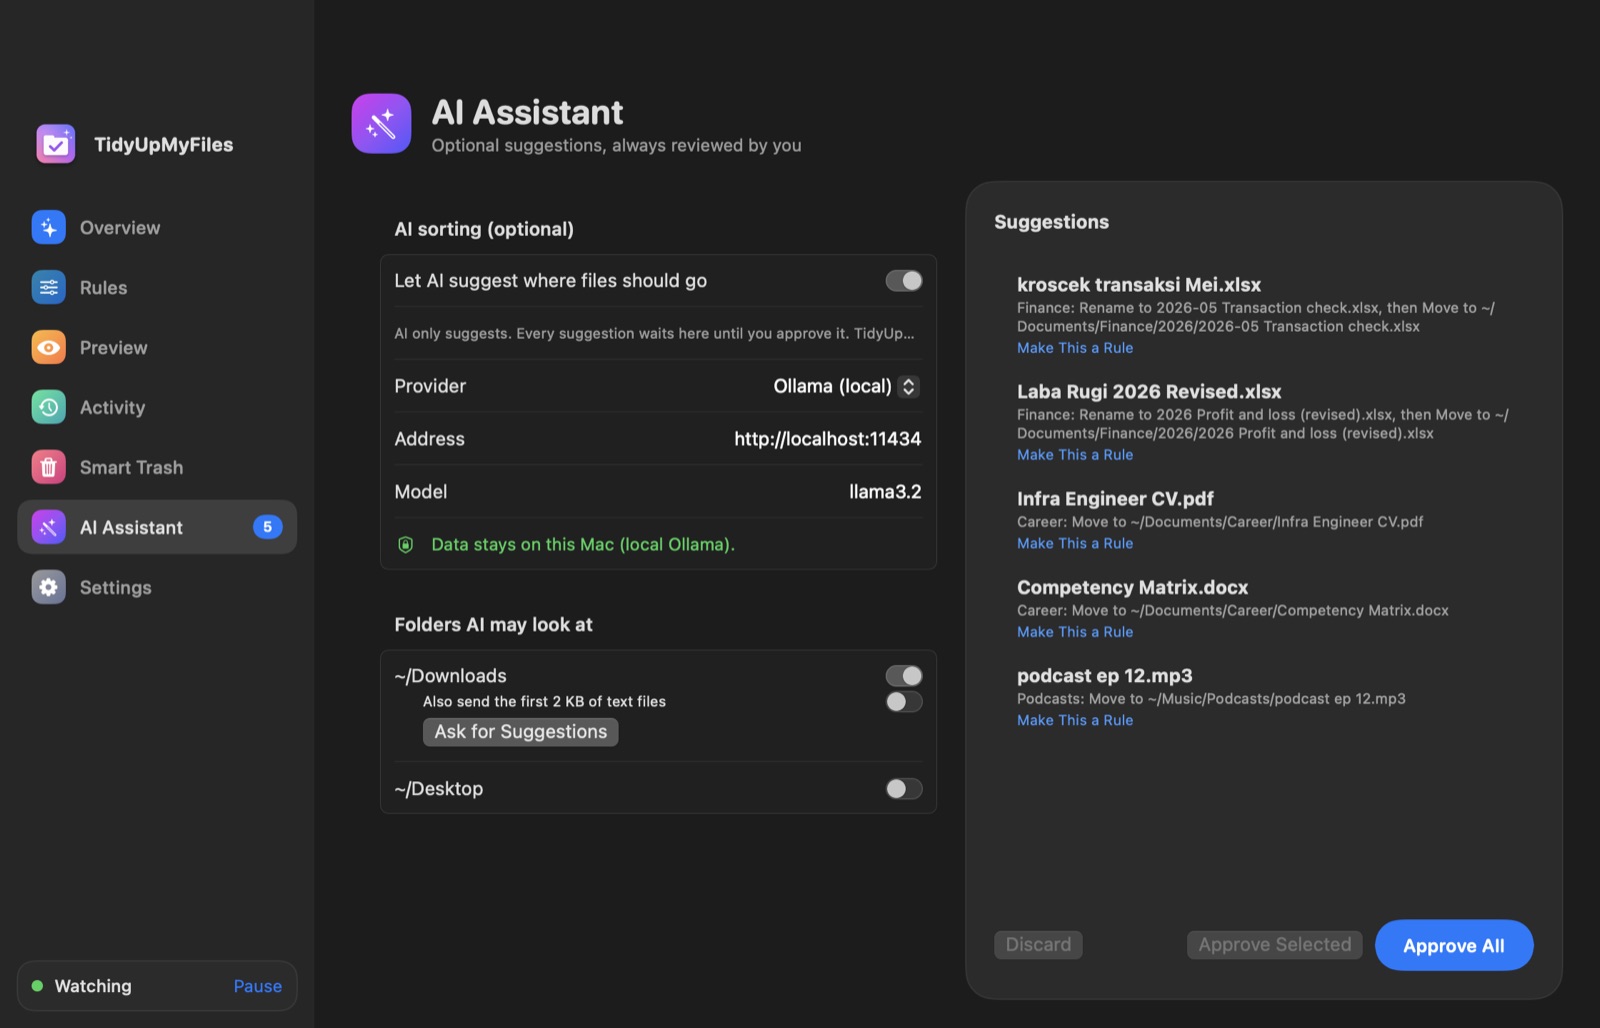 TidyUpMyFiles
Overview
Rules
Preview
Activity
Smart Trash
AI Assistant
5
Settings
Watching
Pause
AI Assistant
Optional suggestions, always reviewed by you
AI sorting (optional)
Let AI suggest where files should go
AI only suggests. Every suggestion waits here until you approve it. TidyUp...
Provider
Ollama (local)
Address
http://localhost:11434
Model
llama3.2
Data stays on this Mac (local Ollama).
Folders AI may look at
~/Downloads
Also send the first 2 KB of text files
Ask for Suggestions
~/Desktop
Suggestions
kroscek transaksi Mei.xlsx
Finance: Rename to 2026-05 Transaction check.xlsx, then Move to ~/
Documents/Finance/2026/2026-05 Transaction check.xlsx
Make This a Rule
Laba Rugi 2026 Revised.xlsx
Finance: Rename to 2026 Profit and loss (revised).xlsx, then Move to ~/
Documents/Finance/2026/2026 Profit and loss (revised).xlsx
Make This a Rule
Infra Engineer CV.pdf
Career: Move to ~/Documents/Career/Infra Engineer CV.pdf
Make This a Rule
Competency Matrix.docx
Career: Move to ~/Documents/Career/Competency Matrix.docx
Make This a Rule
podcast ep 12.mp3
Podcasts: Move to ~/Music/Podcasts/podcast ep 12.mp3
Make This a Rule
Discard
Approve Selected
Approve All